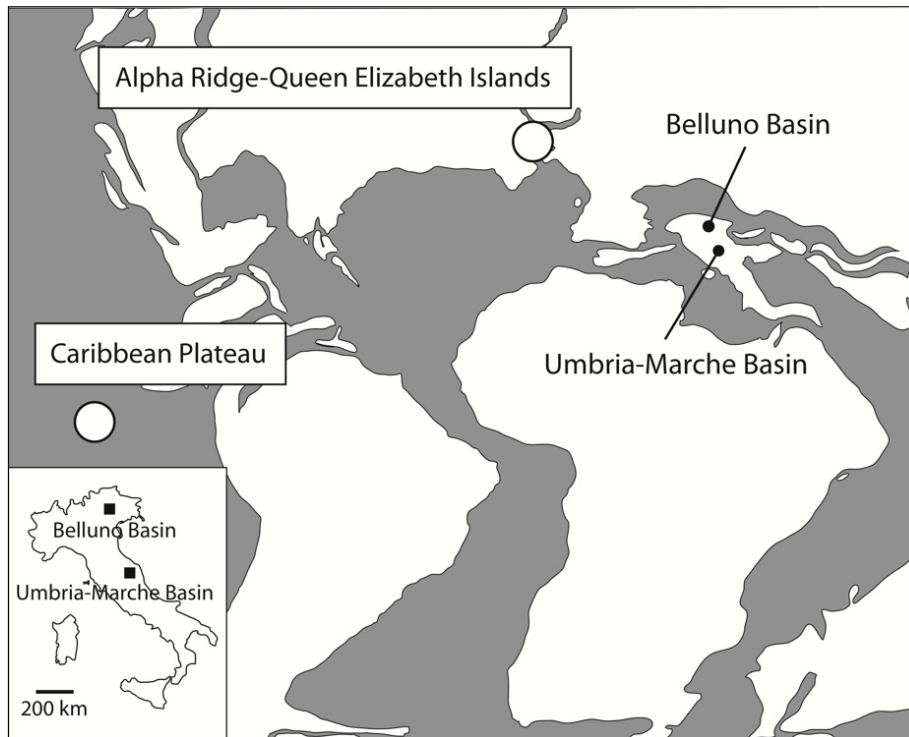 Alpha Ridge-Queen Elizabeth Islands
Belluno Basin
Caribbean Plateau
Umbria-Marche Basin
Belluno Basin
Umbria-Marche Basin
200 km